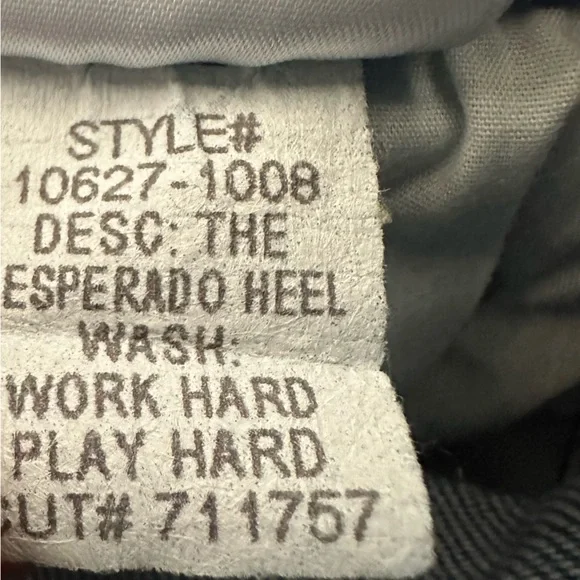 STYLE#
10627-1008
DESC: THE
ESPERADO HEEL
WASH:
WORK HARD
PLAY HARD
CUT# 711757